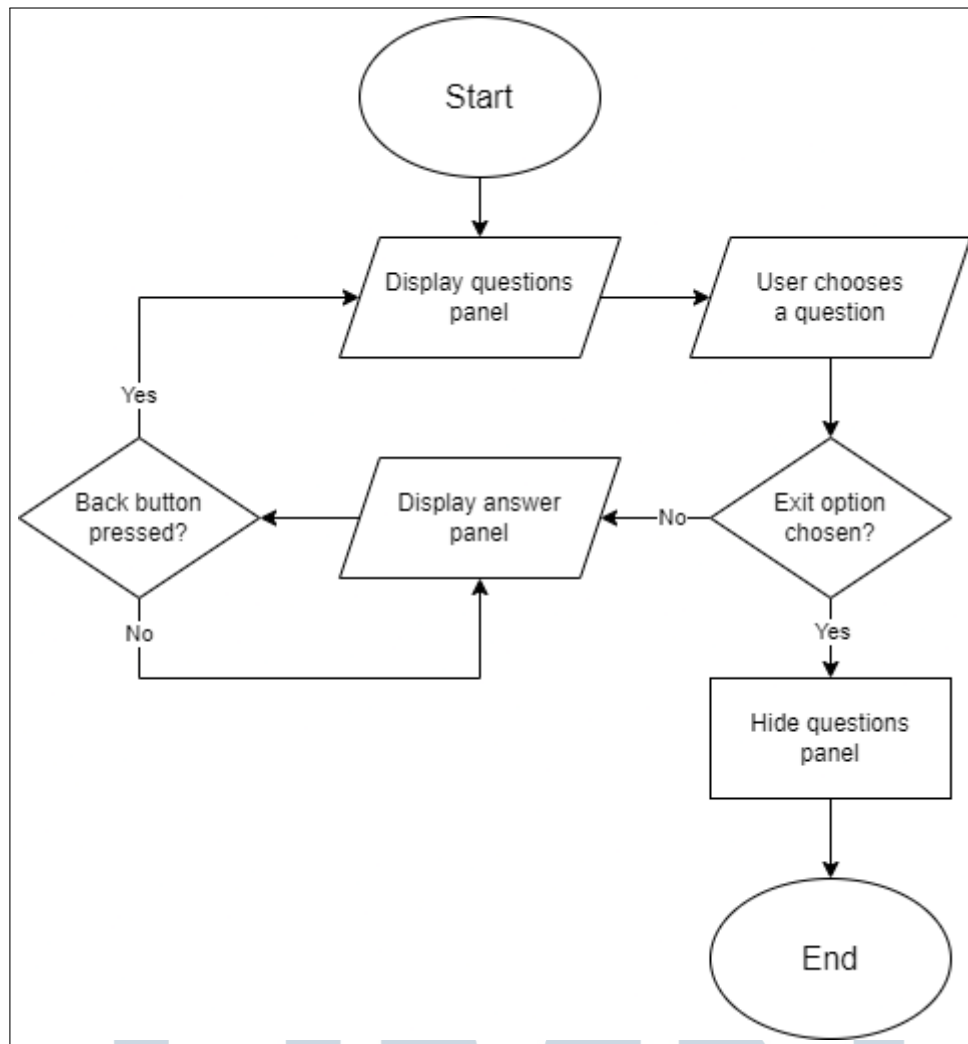 Start
Display questions
panel
User chooses
a question
Yes
Back button
pressed?
Display answer
panel
No
Exit option
chosen?
No
Yes
Hide questions
panel
End